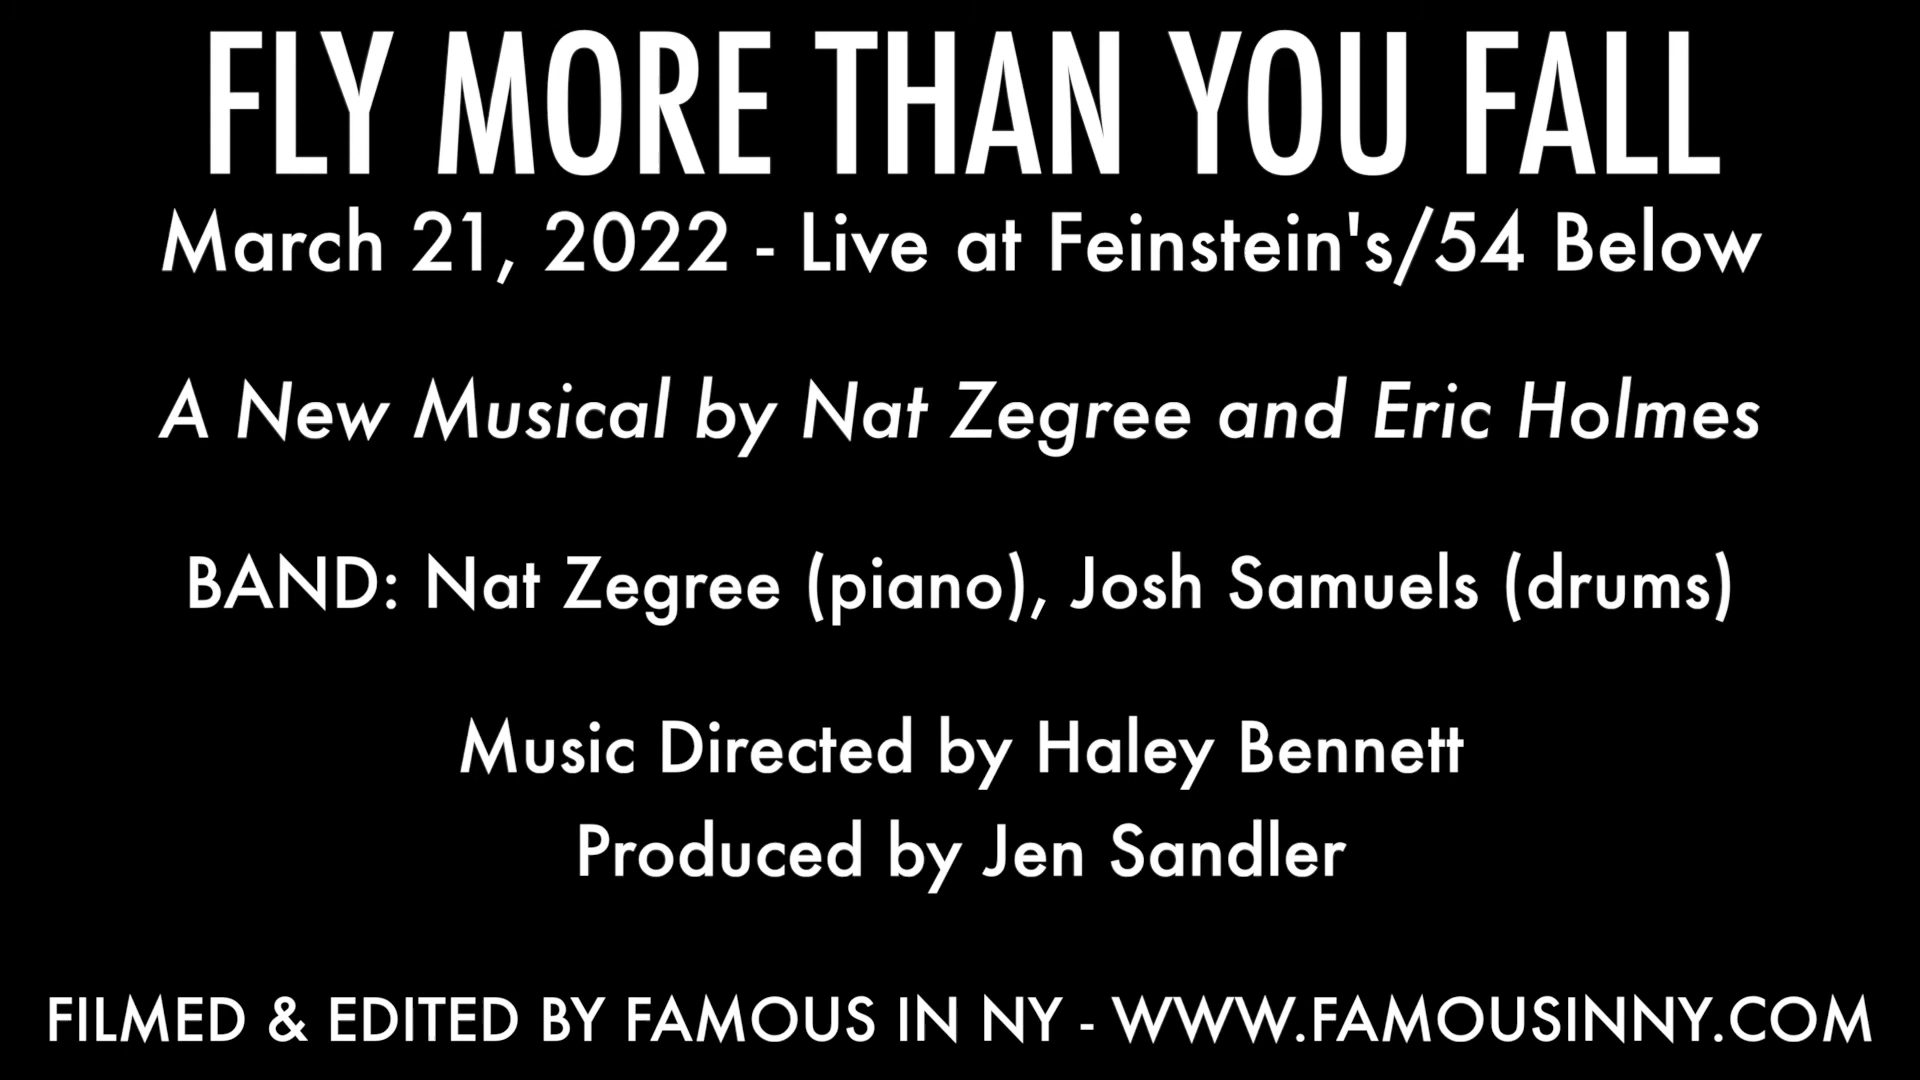 FLY MORE THAN YOU FALL
March 21, 2022 - Live at Feinstein's/54 Below
A New Musical by Nat Zegree and Eric Holmes
BAND: Nat Zegree (piano), Josh Samuels (drums)
Music Directed by Haley Bennett
Produced by Jen Sandler
FILMED & EDITED BY FAMOUS IN NY - WWW.FAMOUSINNY.COM